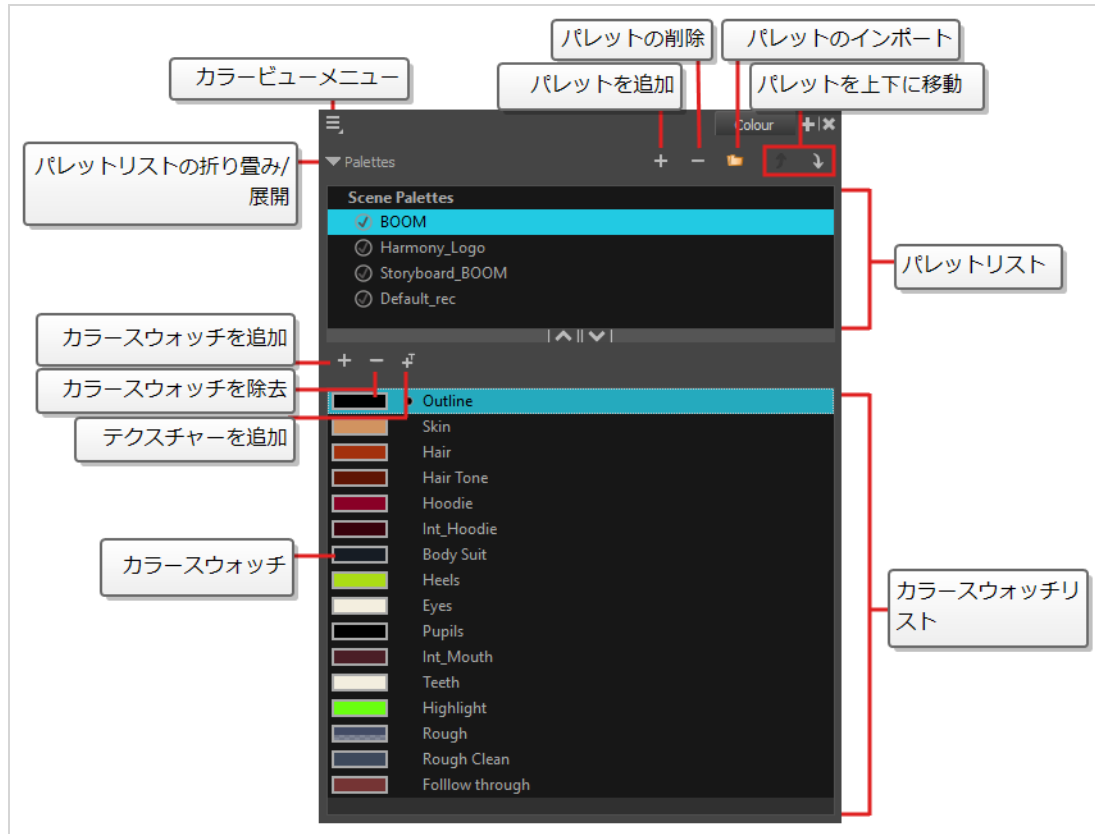 パレットの削除
パレットのインポート
カラービューメニュー
パレットを追加
パレットを上下に移動
Colour
パレットリストの折り畳み/
展開
Palettes
Scene Palettes
BOOM
Harmony_Logo
Storyboard_BOOM
Default_rec
パレットリスト
カラースウォッチを追加
カラースウォッチを除去
テクスチャーを追加
Outline
Skin
Hair
Hair Tone
Hoodie
Int_Hoodie
カラースウォッチ
Body Suit
Heels
Eyes
Pupils
Int_Mouth
Teeth
Highlight
Rough
Rough Clean
Folllow through
カラースウォッチリ
スト